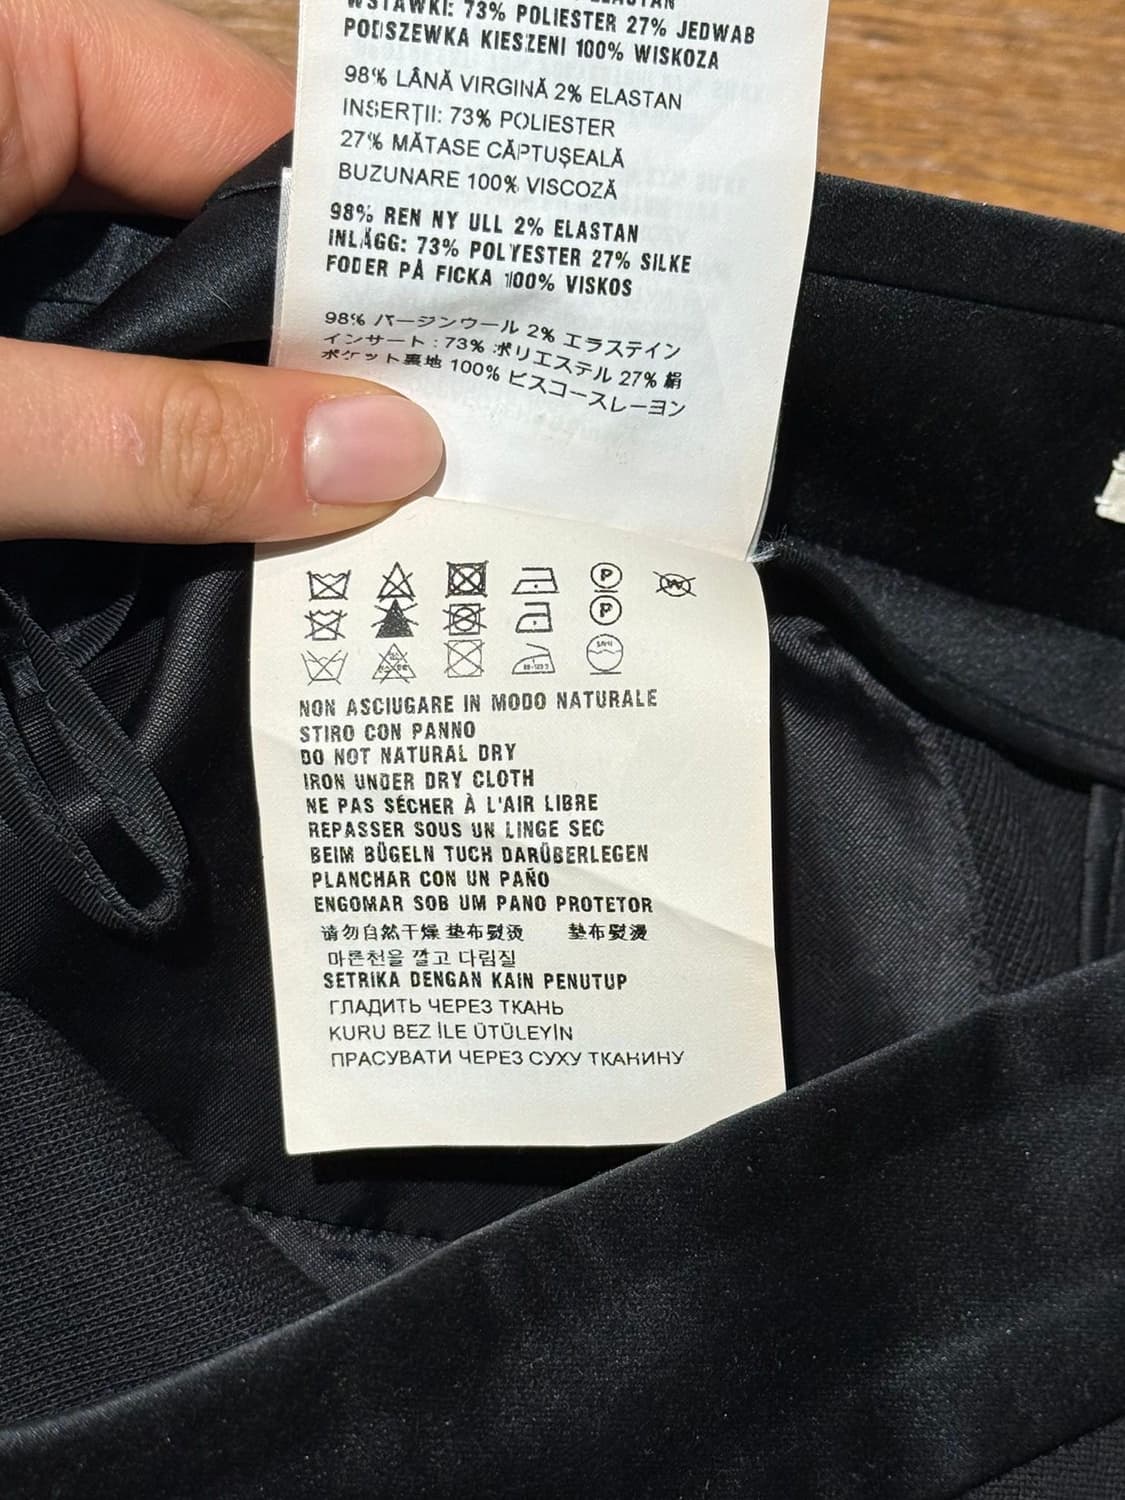 ELASTAN
WSTAWKI: 73% POLIESTER 27% JEDWAB
PODSZEWKA KIESZENI 100% WISKOZA
98% LÂNĂ VIRGINĂ 2% ELASTAN
INSERȚII: 73% POLIESTER
27% MĂTASE CĂPTUȘEALĂ
BUZUNARE 100% VISCOZĂ
98% REN NY ULL 2% ELASTAN
INLÄGG: 73% POLYESTER 27% SILKE
FODER PÅ FICKA 100% VISKOS
98% バージンウール 2% エラステイン
インサート : 73% ポリエステル 27% 絹
ポケット裏地 100% ビスコースレーヨン
P W
P
NON ASCIUGARE IN MODO NATURALE
STIRO CON PANNO
DO NOT NATURAL DRY
IRON UNDER DRY CLOTH
NE PAS SÉCHER À L'AIR LIBRE
REPASSER SOUS UN LINGE SEC
BEIM BÜGELN TUCH DARÜBERLEGEN
PLANCHAR CON UN PAÑO
ENGOMAR SOB UM PANO PROTETOR
请勿自然干燥 垫布熨烫 垫布熨燙
마른천을 깔고 다림질
SETRIKA DENGAN KAIN PENUTUP
ГЛАДИТЬ ЧЕРЕЗ ТКАНЬ
KURU BEZ İLE ÜTÜLEYİN
ПРАСУВАТИ ЧЕРЕЗ СУХУ ТКАНИНУ